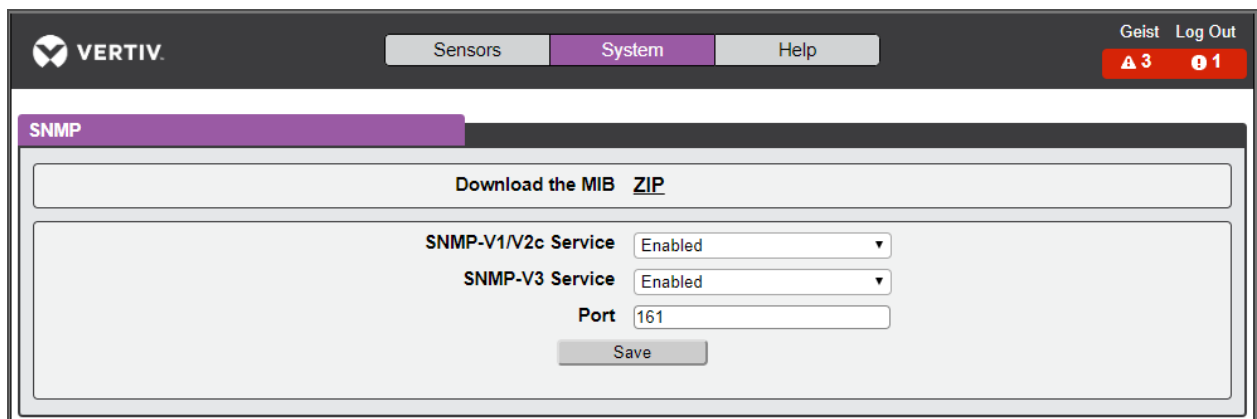 VERTIV.
Sensors System Help
Geist Log Out
3 1
SNMP
Download the MIB ZIP
SNMP-V1/V2c Service Enabled
SNMP-V3 Service Enabled
Port 161
Save